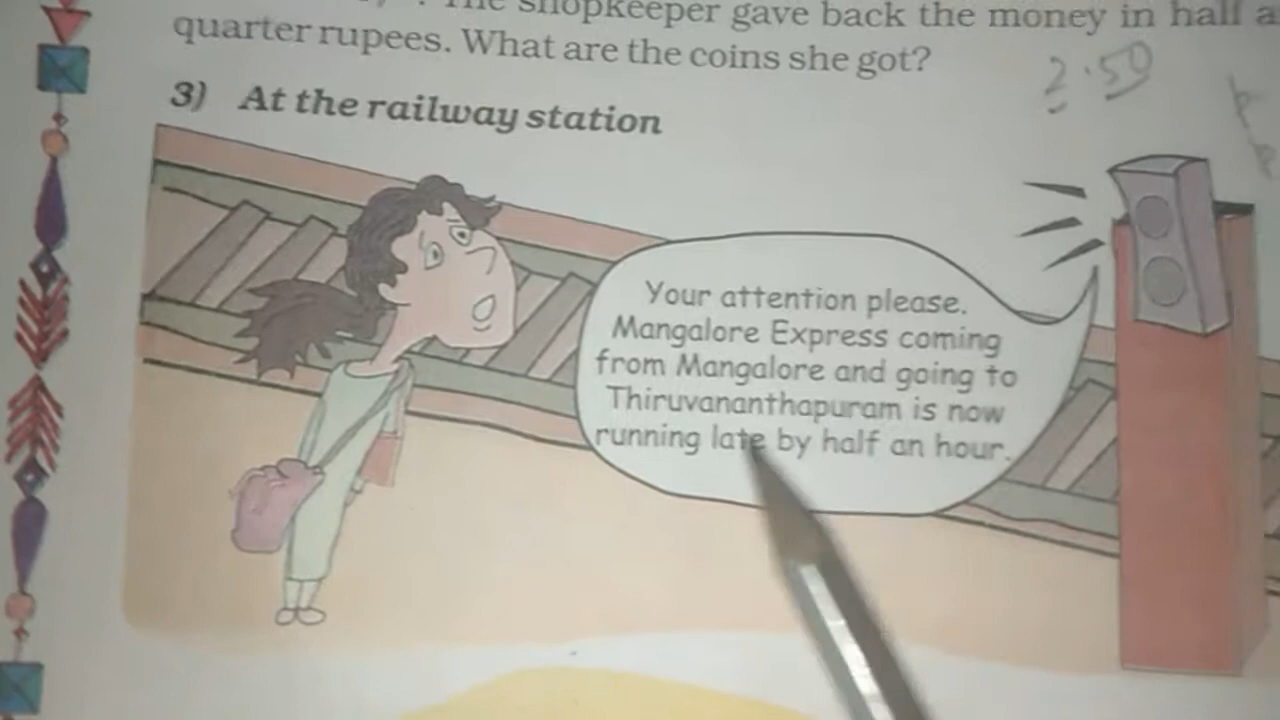 The shopkeeper gave back the money in half a
quarter rupees. What are the coins she got?
2.50
3) At the railway station
Your attention please.
Mangalore Express coming
from Mangalore and going to
Thiruvananthapuram is now
running late by half an hour.